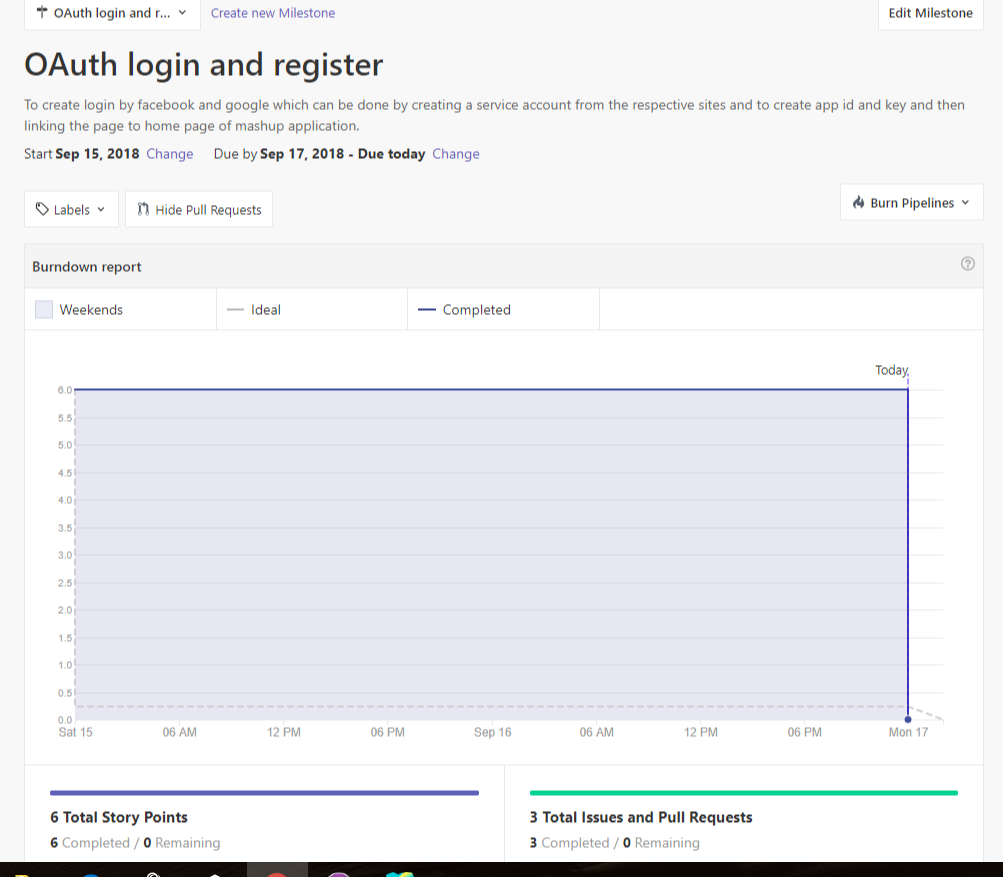 OAuth login and r... Create new Milestone Edit Milestone
OAuth login and register
To create login by facebook and google which can be done by creating a service account from the respective sites and to create app id and key and then
linking the page to home page of mashup application.
Start Sep 15, 2018 Change Due by Sep 17, 2018 - Due today Change
Labels Hide Pull Requests Burn Pipelines
Burndown report ?
Weekends Ideal Completed
Today
6.0
5.5
5.0
4.5
4.0
3.5
3.0
2.5
2.0
1.5
1.0
0.5
0.0
Sat 15 06 AM 12 PM 06 PM Sep 16 06 AM 12 PM 06 PM Mon 17
6 Total Story Points
6 Completed / 0 Remaining
3 Total Issues and Pull Requests
3 Completed / 0 Remaining